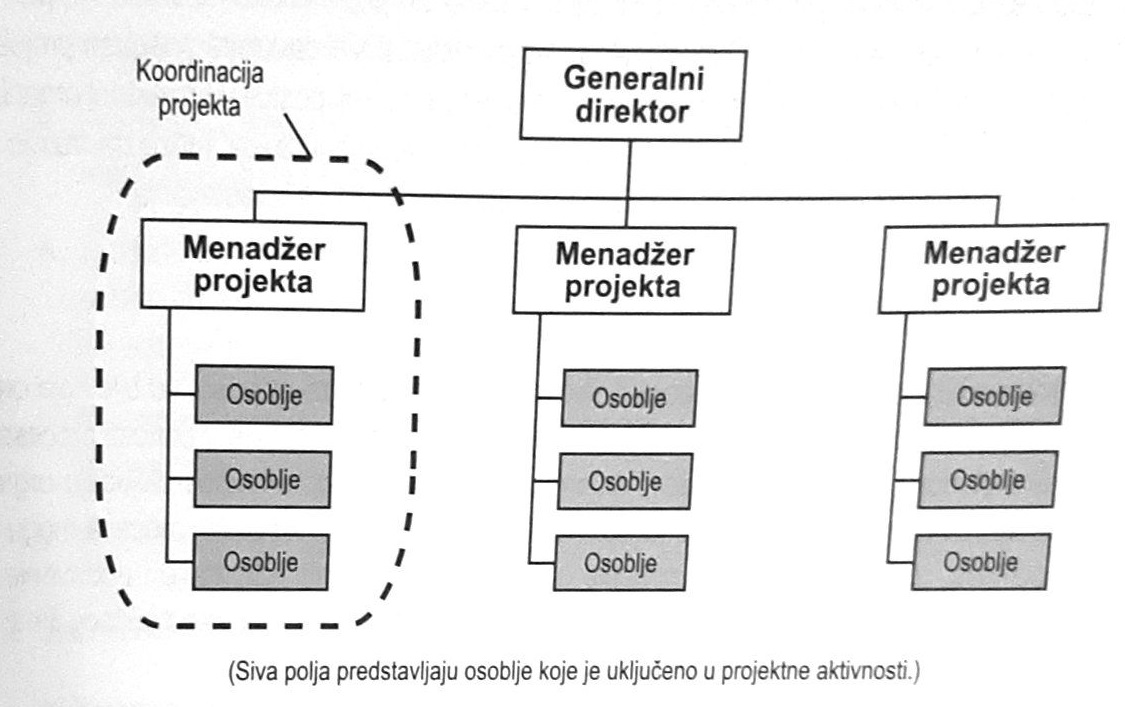 Koordinacija
projekta
Generalni
direktor
Menadžer
projekta
Menadžer
projekta
Menadžer
projekta
Osoblje
Osoblje
Osoblje
Osoblje
Osoblje
Osoblje
Osoblje
Osoblje
Osoblje
(Siva polja predstavljaju osoblje koje je uključeno u projektne aktivnosti.)